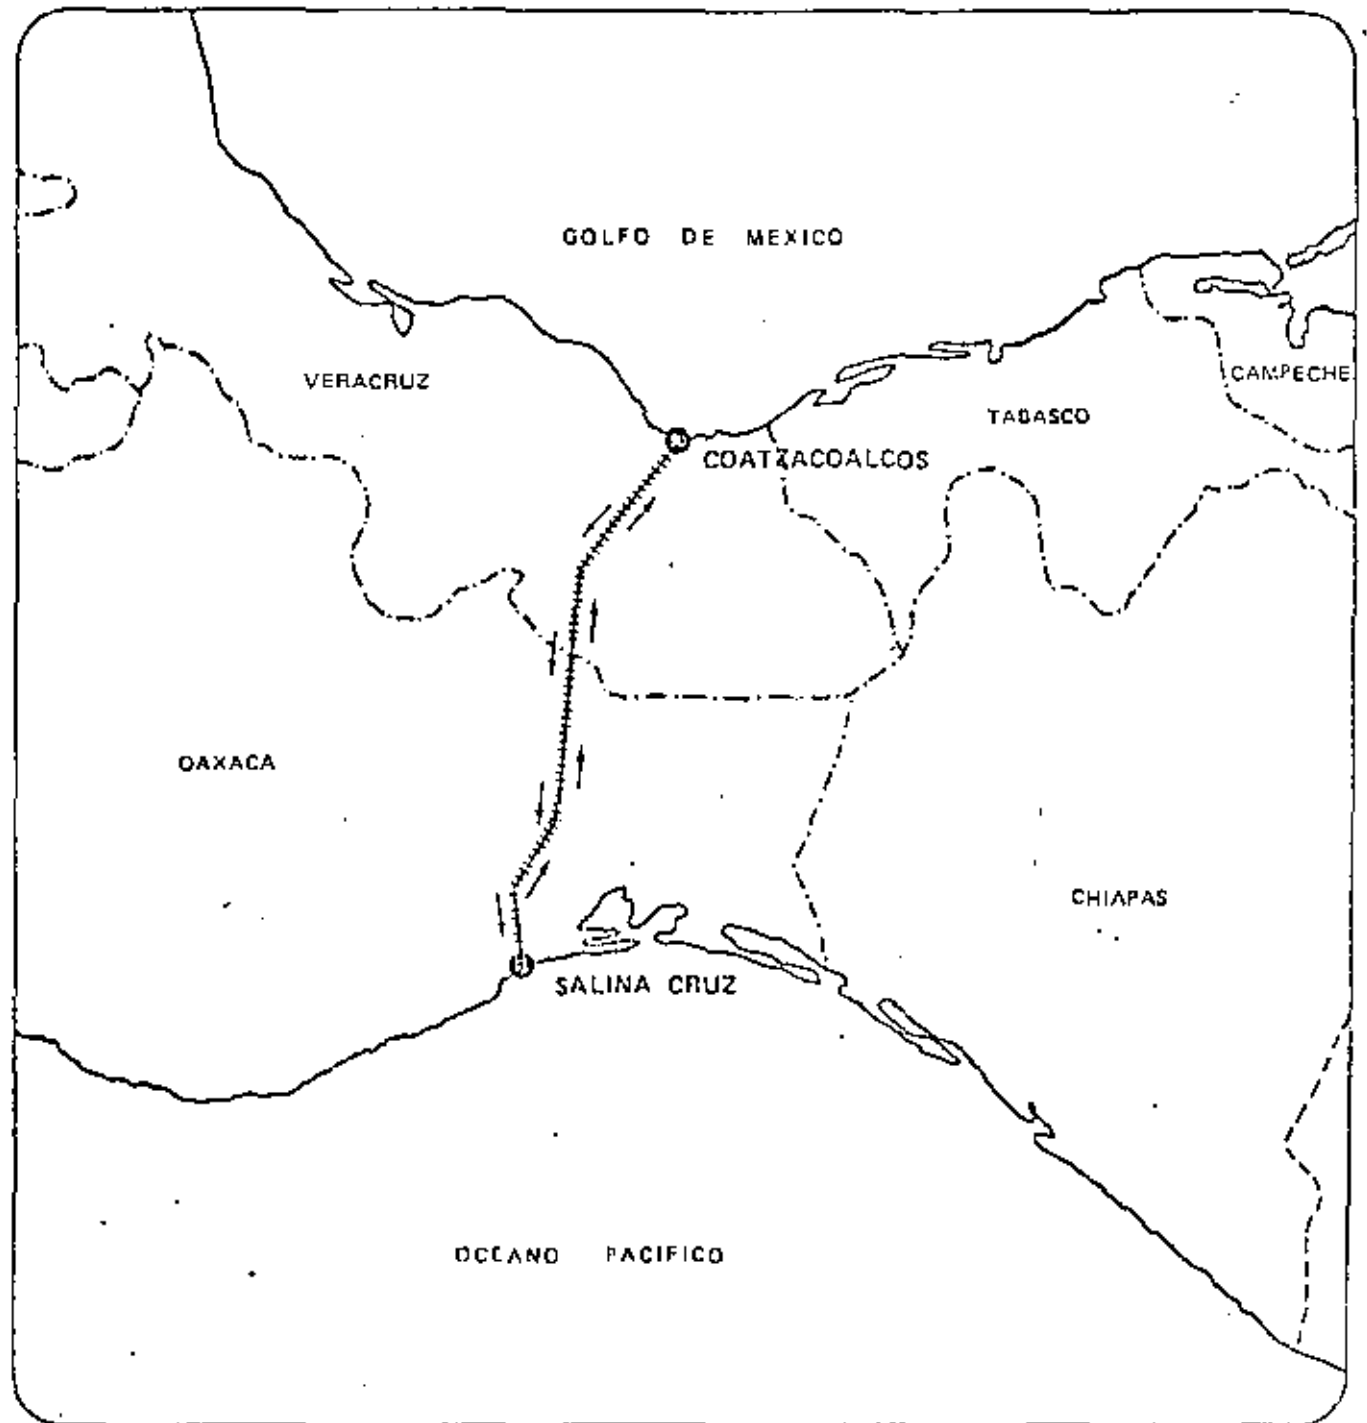 GOLFO DE MEXICO
VERACRUZ
CAMPECHE
TABASCO
COATZACOALCOS
OAXACA
CHIAPAS
SALINA CRUZ
OCEANO PACIFICO